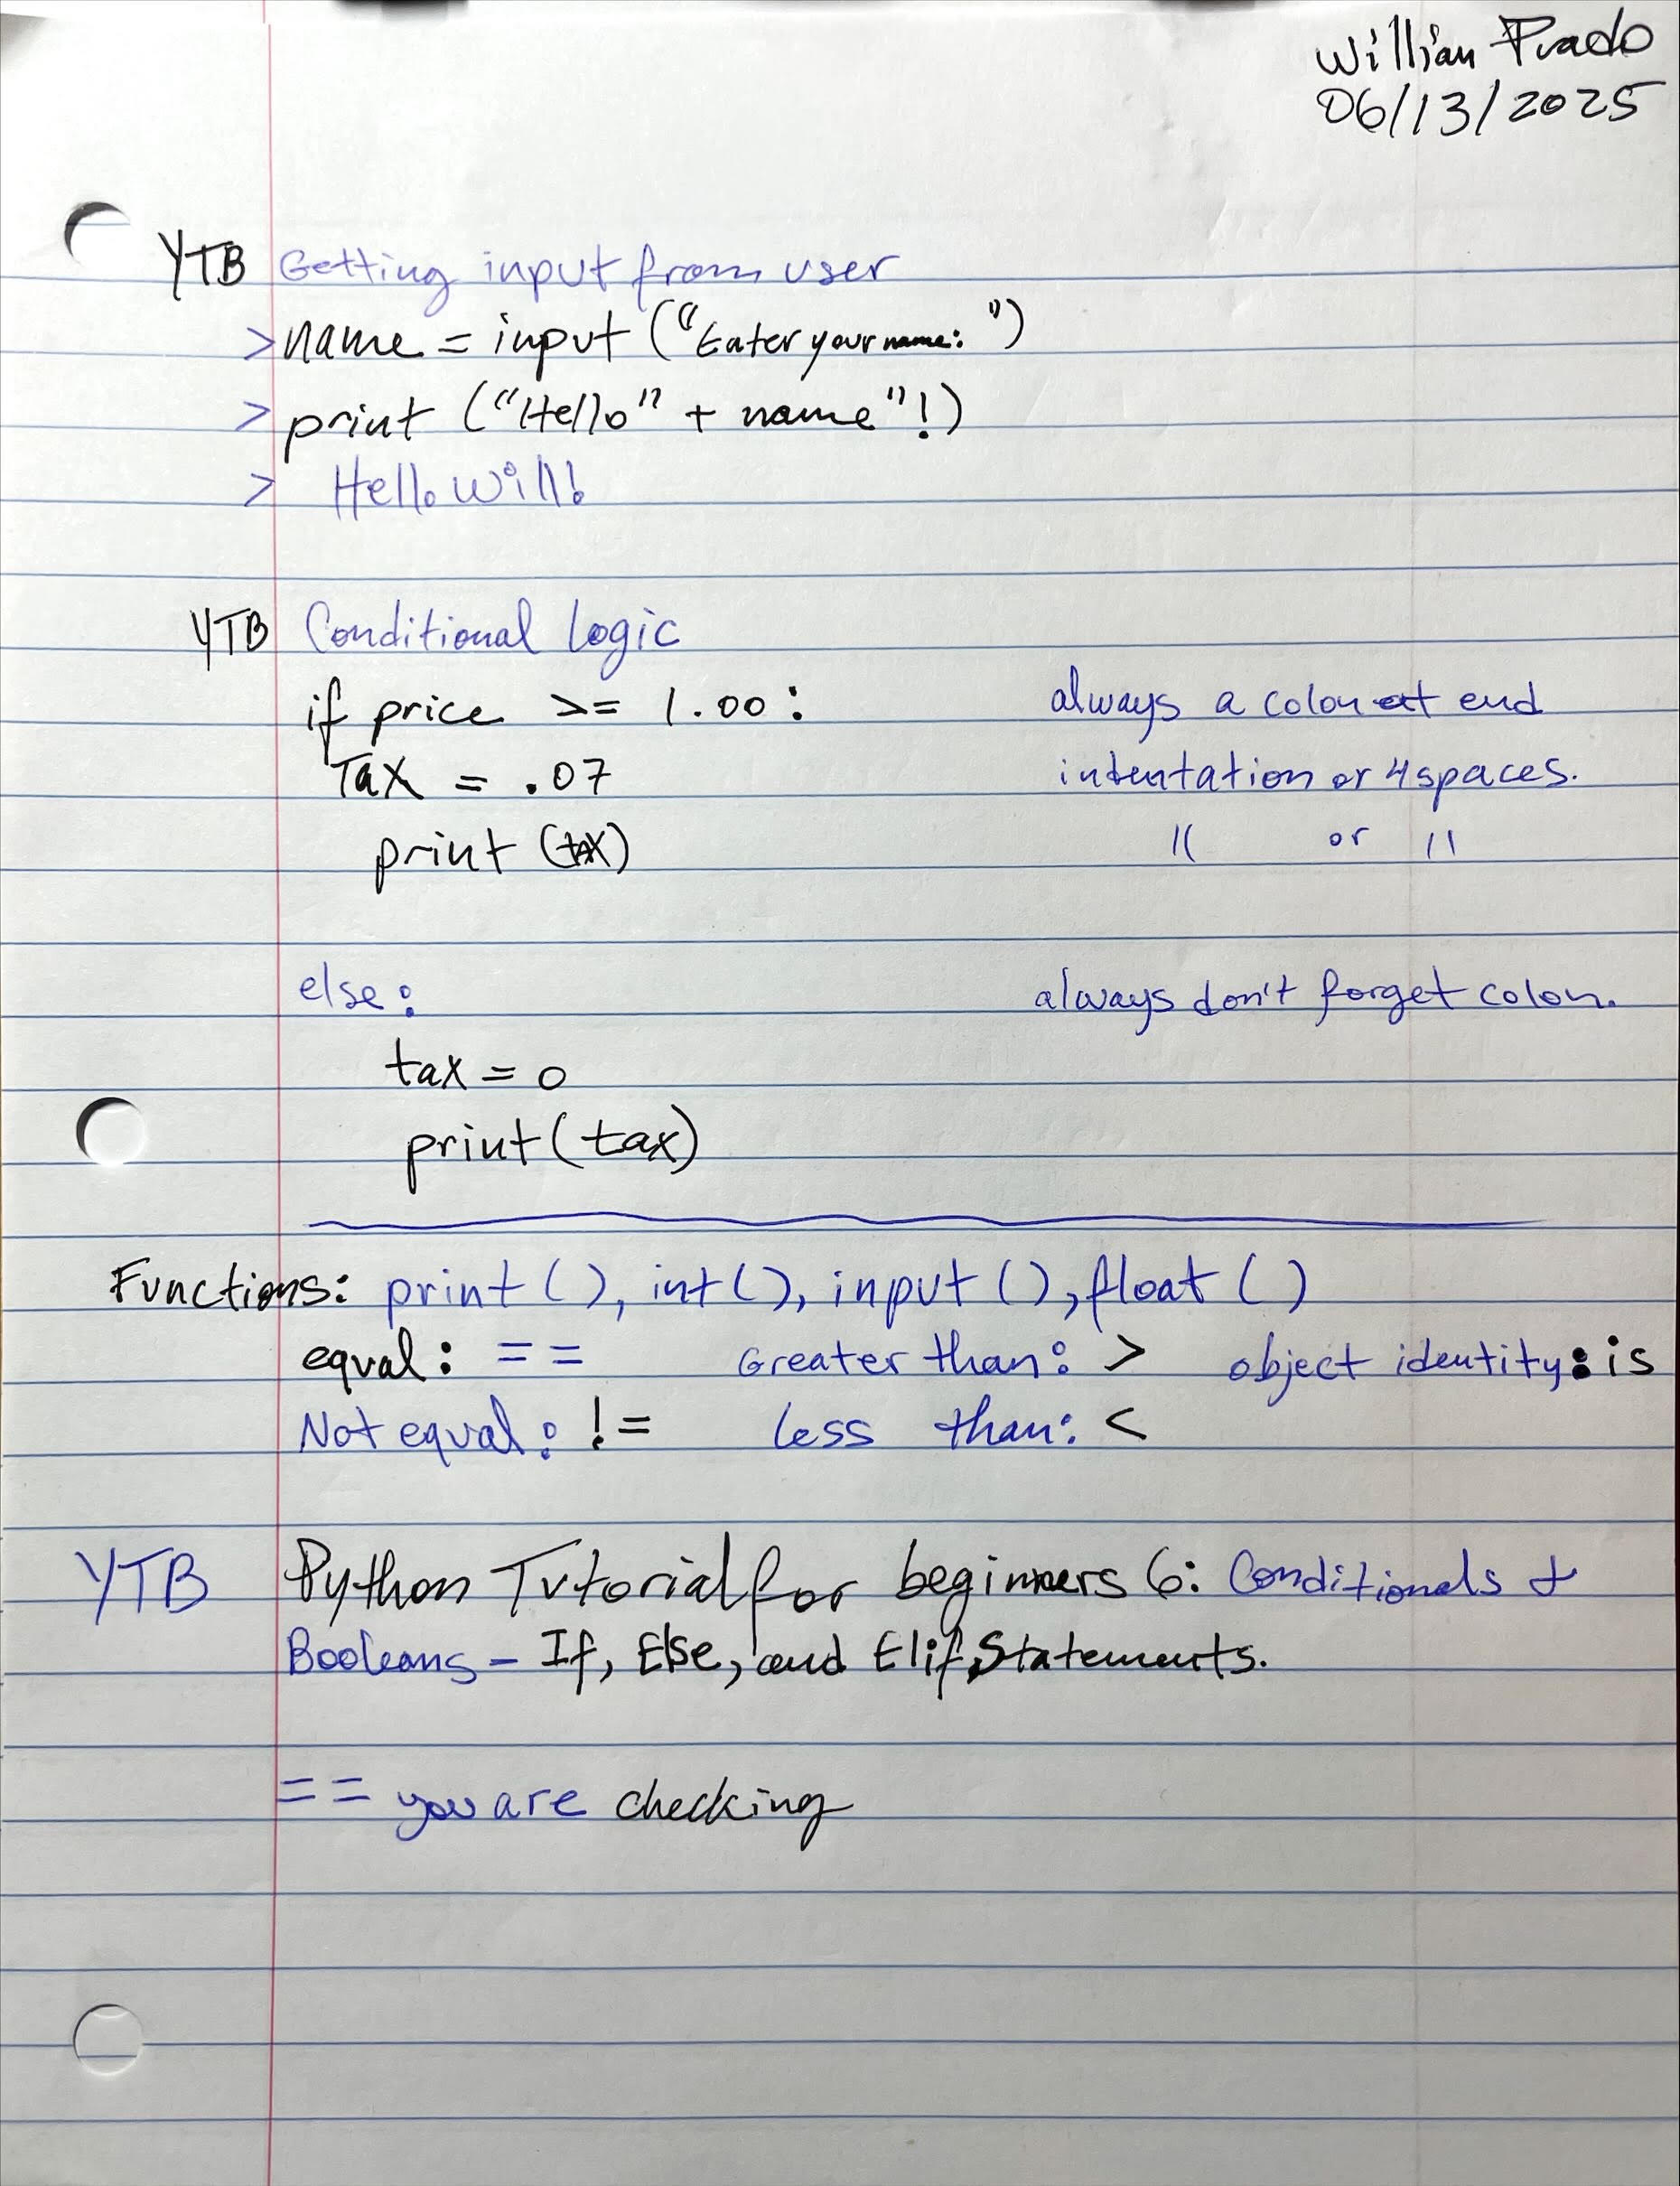 Willian Prado
06/13/2025
YTB Getting input from user
> name = input ("Enter your name: ")
> print ("Hello" + name"!)
> Hello Will!
YTB Conditional Logic
if price >= 1.00: always a colon at end
Tax = .07 indentation or 4 spaces.
print (tax) " or "
else: always don't forget colon.
tax = 0
print (tax)
Functions: print (), int (), input (), float ()
equal: == Greater than: > object identity: is
Not equal: != Less than: <
YTB Python Tutorial for beginners 6: Conditionals &
Booleans - If, Else, and Elif Statements.
== you are checking